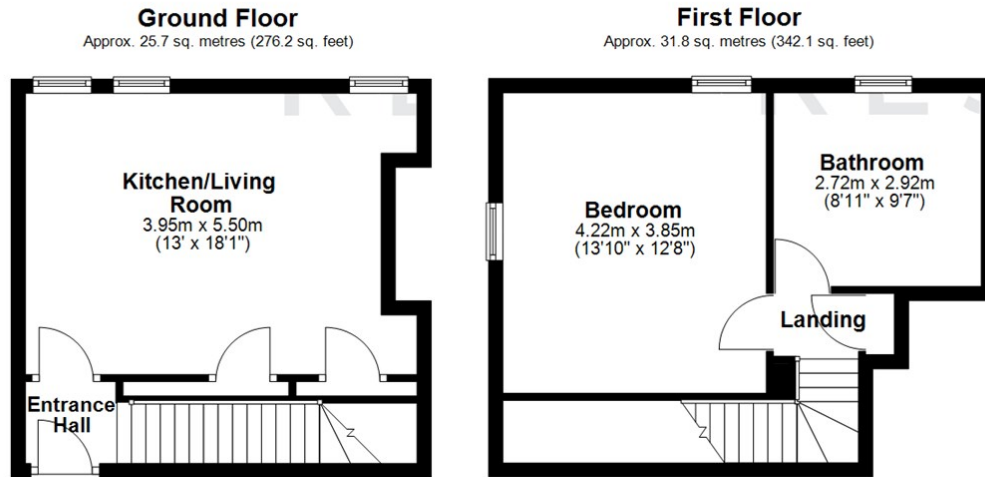 Ground Floor
Approx. 25.7 sq. metres (276.2 sq. feet)
Kitchen/Living
Room
3.95m x 5.50m
(13' x 18'1")
Entrance
Hall
First Floor
Approx. 31.8 sq. metres (342.1 sq. feet)
Bedroom
4.22m x 3.85m
(13'10" x 12'8")
Bathroom
2.72m x 2.92m
(8'11" x 9'7")
Landing